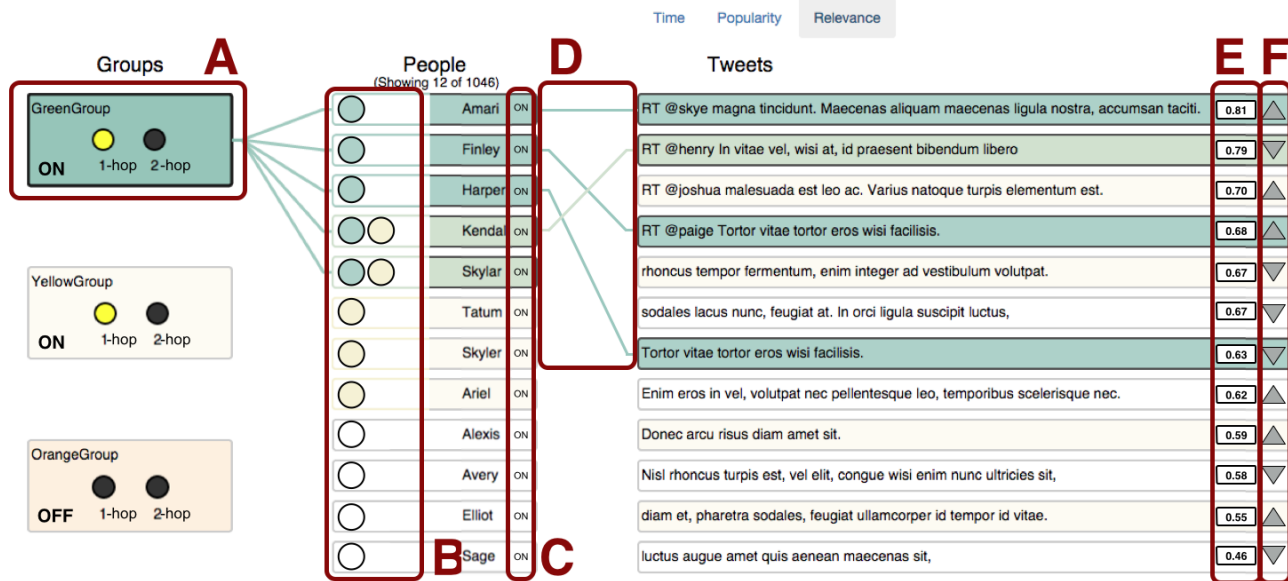 Time Popularity Relevance
Groups A People D Tweets E F
(Showing 12 of 1046)
GreenGroup
1-hop 2-hop
ON
YellowGroup
1-hop 2-hop
ON
OrangeGroup
1-hop 2-hop
OFF
Amari ON
Finley ON
Harper ON
Kendal ON
Skylar ON
Tatum ON
Skyler ON
Ariel ON
Alexis ON
Avery ON
Elliot ON
Sage ON
B C
RT @skye magna tincidunt. Maecenas aliquam maecenas ligula nostra, accumsan taciti. 0.81
RT @henry In vitae vel, wisi at, id praesent bibendum libero 0.79
RT @joshua malesuada est leo ac. Varius natoque turpis elementum est. 0.70
RT @paige Tortor vitae tortor eros wisi facilisis. 0.68
rhoncus tempor fermentum, enim integer ad vestibulum volutpat. 0.67
sodales lacus nunc, feugiat at. In orci ligula suscipit luctus, 0.67
Tortor vitae tortor eros wisi facilisis. 0.63
Enim eros in vel, volutpat nec pellentesque leo, temporibus scelerisque nec. 0.62
Donec arcu risus diam amet sit. 0.59
Nisl rhoncus turpis est, vel elit, congue wisi enim nunc ultricies sit, 0.58
diam et, pharetra sodales, feugiat ullamcorper id tempor id vitae. 0.55
luctus augue amet quis aenean maecenas sit, 0.46